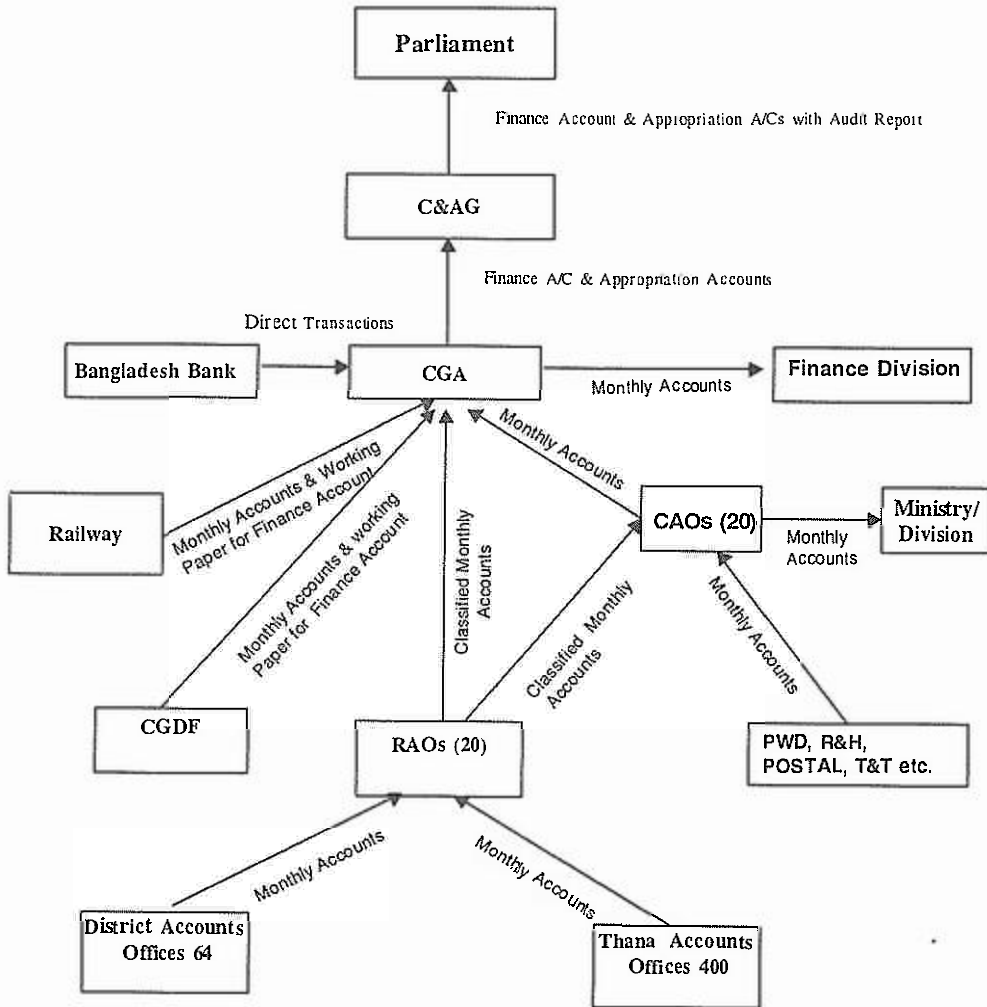 Parliament
Finance Account & Appopriation A/Cs with Audit Report
C&AG
Finance A/C & Appropriation Accounts
Direct Transactions
Bangladesh Bank
CGA
Monthly Accounts
Finance Division
Monthly Accounts & Working
Paper for Finance Account
Monthly Accounts
Railway
CAOs (20)
Monthly
Accounts
Ministry/
Division
Monthly Accounts & working
Paper for Finance Account
Classified Monthly
Accounts
Classified Monthly
Accounts
Monthly Accounts
CGDF
RAOs (20)
PWD, R&H,
POSTAL, T&T etc.
Monthly Accounts
Monthly Accounts
District Accounts
Offices 64
Thana Accounts
Offices 400